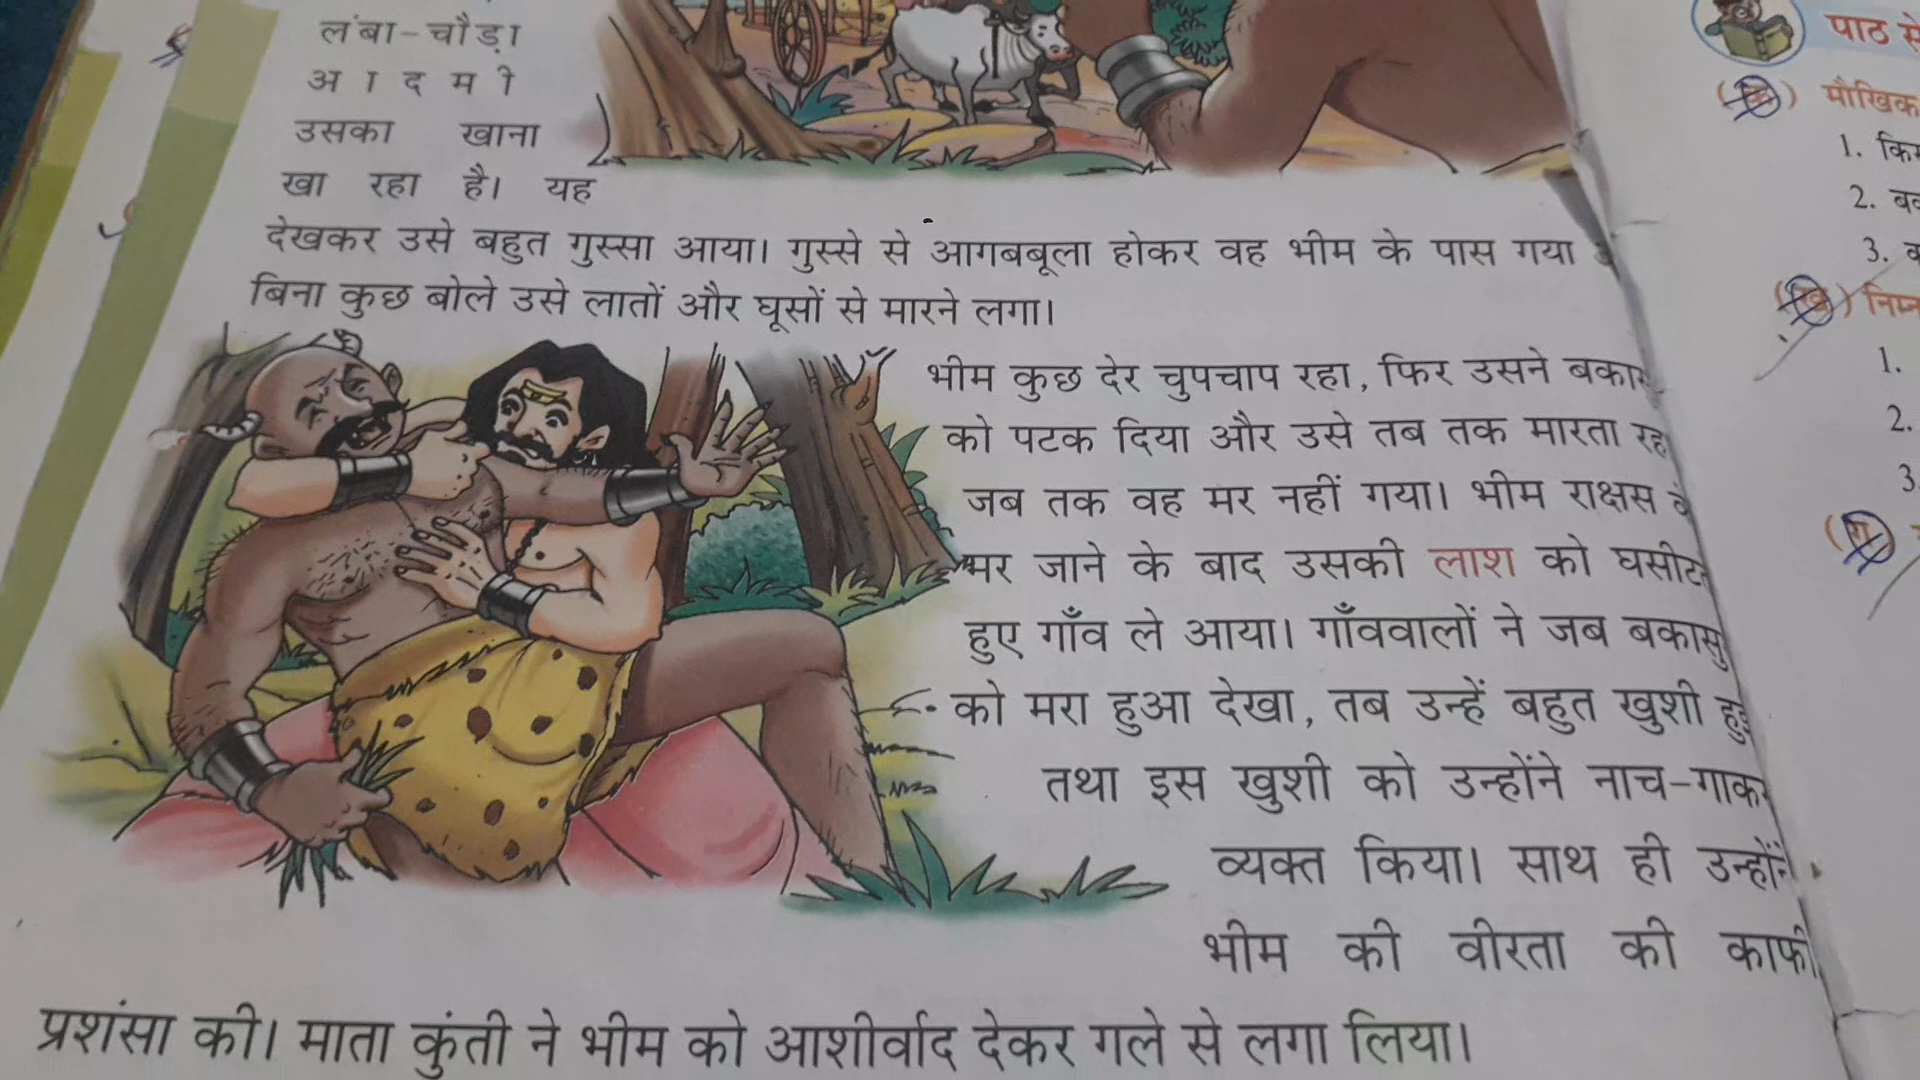 लंबा-चौड़ा
आदमी
उसका खाना
खा रहा है। यह
देखकर उसे बहुत गुस्सा आया। गुस्से से आगबबूला होकर वह भीम के पास गया
बिना कुछ बोले उसे लातों और घूसों से मारने लगा।
भीम कुछ देर चुपचाप रहा, फिर उसने
को पटक दिया और उसे तब तक मारता
जब तक वह मर नहीं गया। भीम राक्षस
मर जाने के बाद उसकी लाश को
हुए गाँव ले आया। गाँववालों ने जब
को मरा हुआ देखा, तब उन्हें बहुत खुशी
तथा इस खुशी को उन्होंने नाच-गाकर
व्यक्त किया। साथ ही उन्होंने
भीम की वीरता की काफी
प्रशंसा की। माता कुंती ने भीम को आशीर्वाद देकर गले से लगा लिया।
पाठ से
(क) मौखिक
1.
2.
3.
(ख)
1.
2.
3.
(ग)